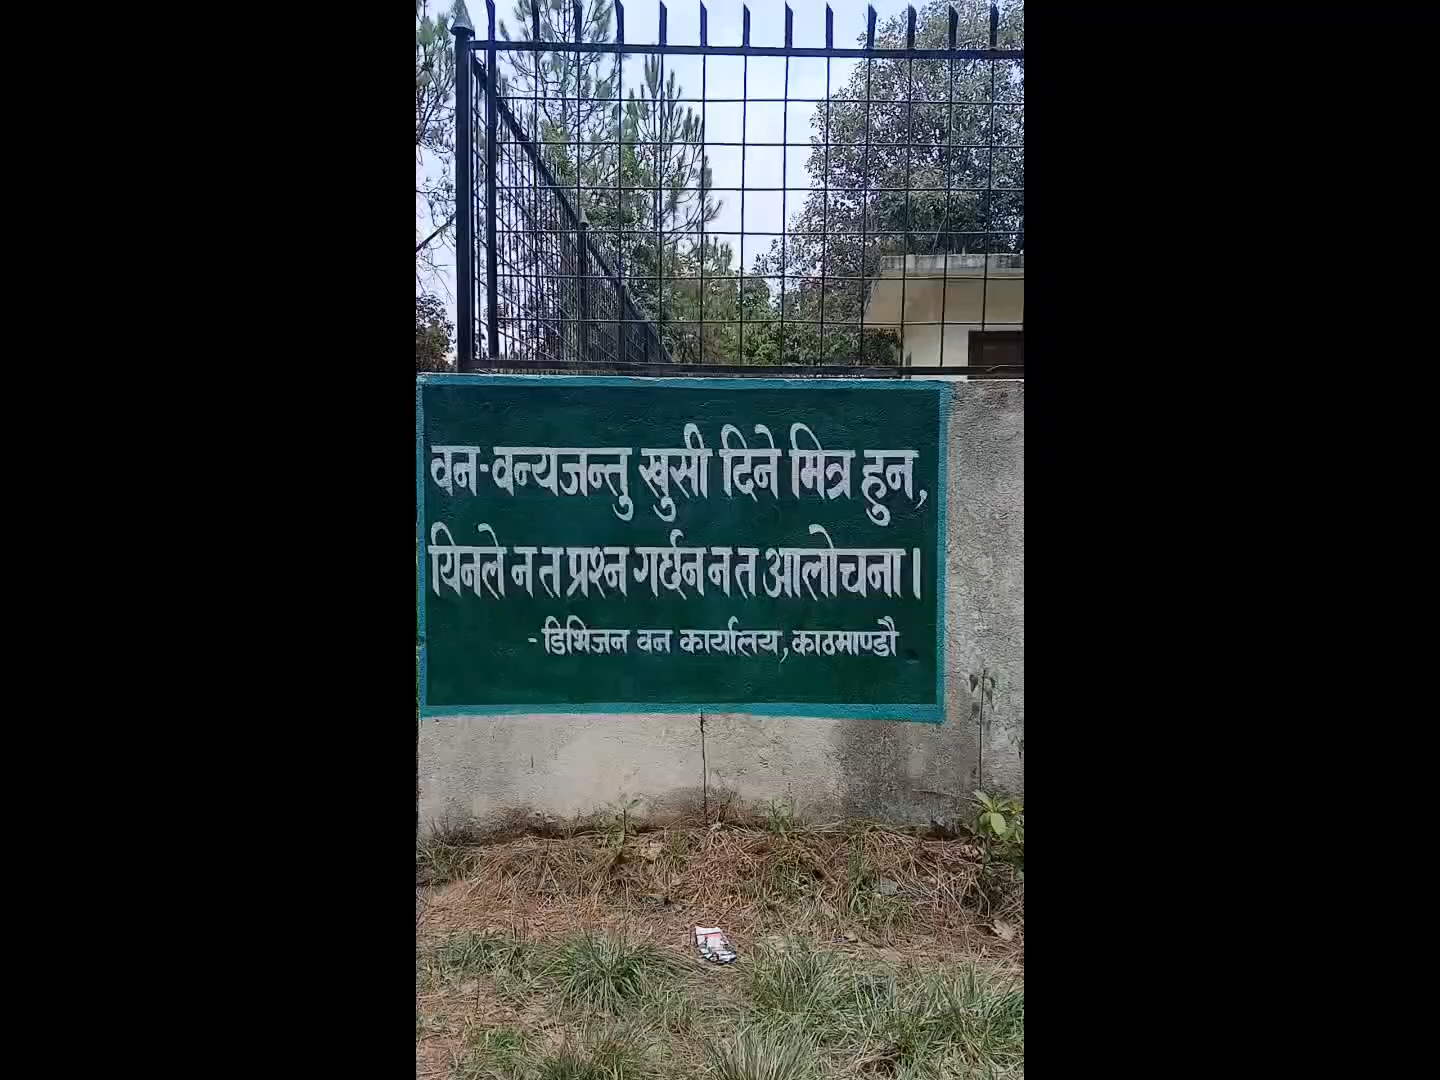 वन-वन्यजन्तु खुसी दिने मित्र हुन,
यिनले न त प्रश्न गर्छन न त आलोचना।
- डिभिजन वन कार्यालय, काठमाण्डौ